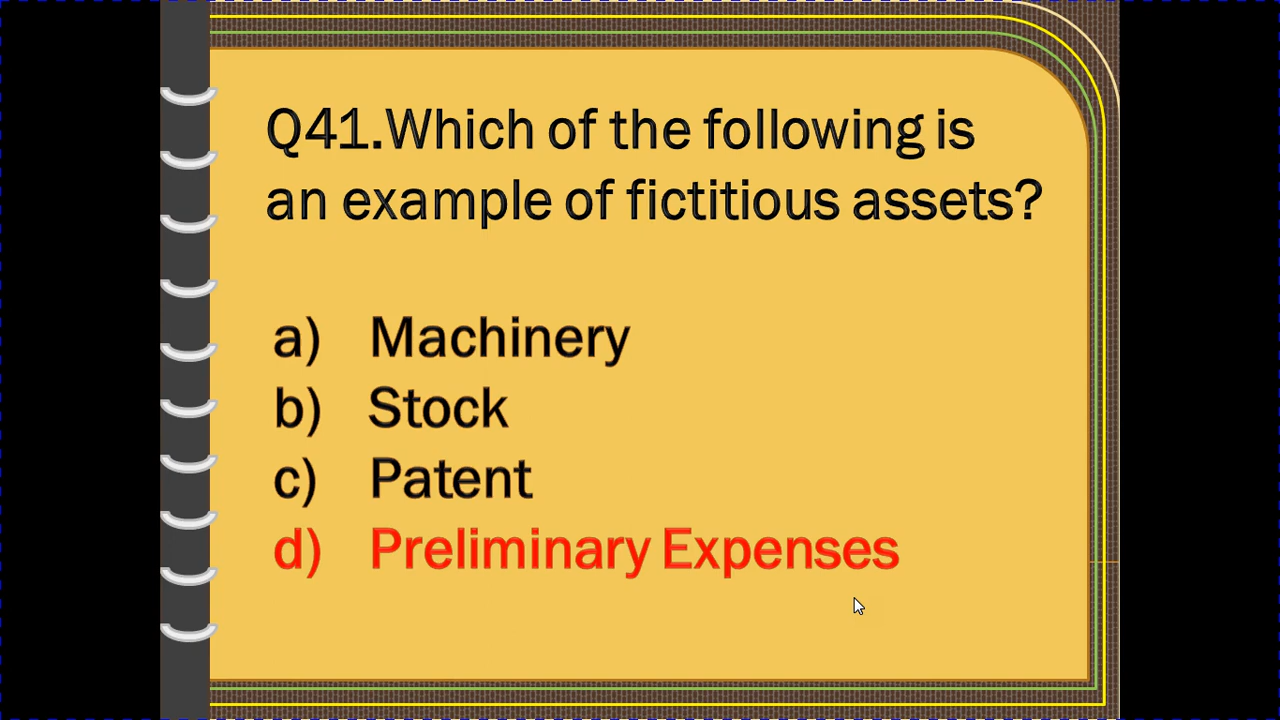 Q41.Which of the following is
an example of fictitious assets?
a) Machinery
b) Stock
c) Patent
d) Preliminary Expenses